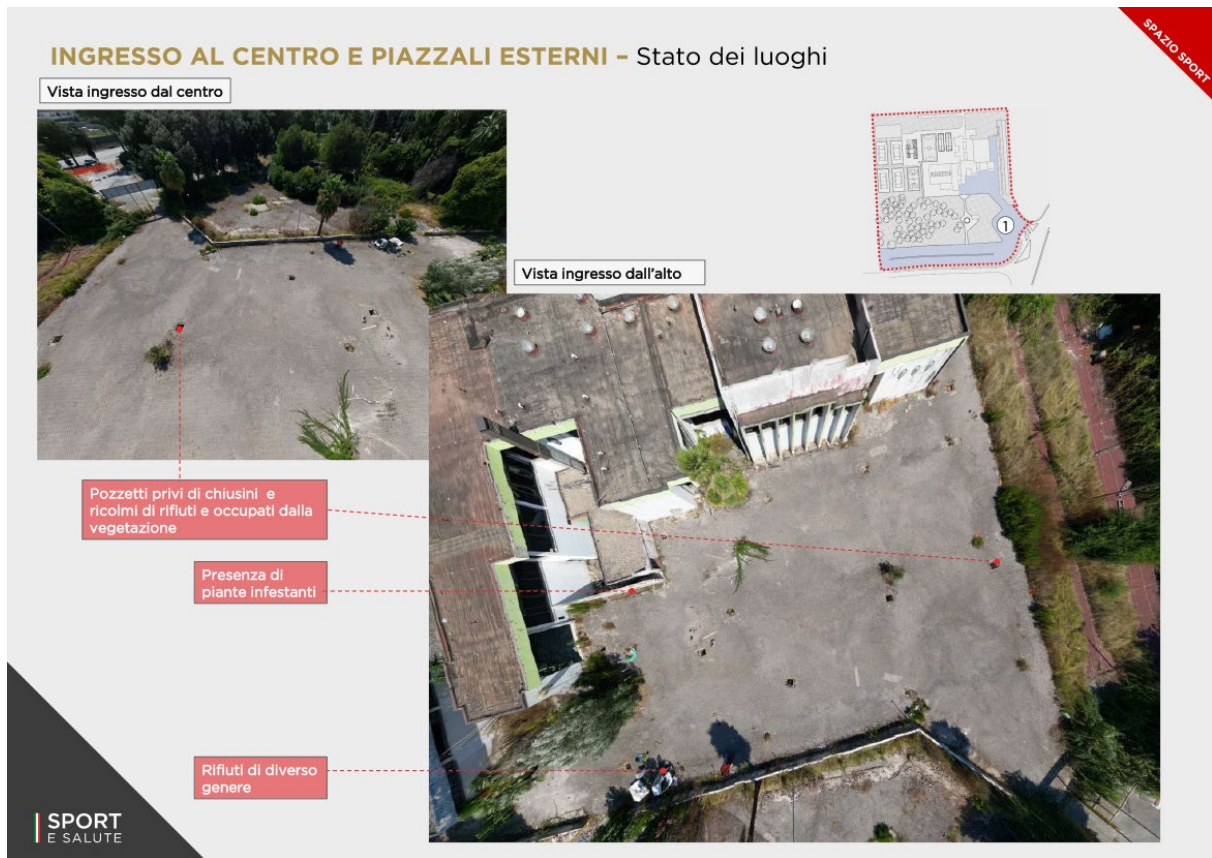 INGRESSO AL CENTRO E PIAZZALI ESTERNI – Stato dei luoghi
SPAZIO SPORT
Vista ingresso dal centro
1
Vista ingresso dall'alto
Pozzetti privi di chiusini e
ricolmi di rifiuti e occupati dalla
vegetazione
Presenza di
piante infestanti
Rifiuti di diverso
genere
SPORT
E SALUTE